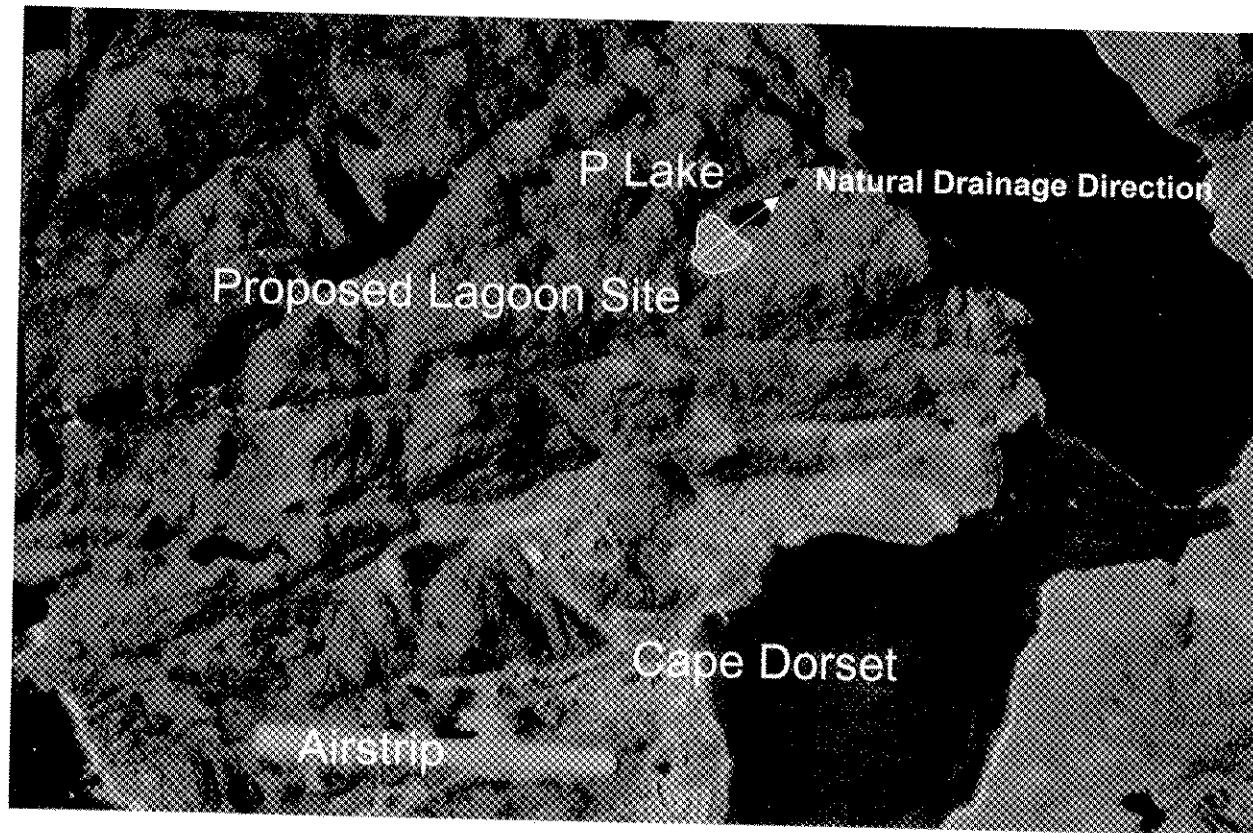 P Lake
Natural Drainage Direction
Proposed Lagoon Site
Cape Dorset
Airstrip